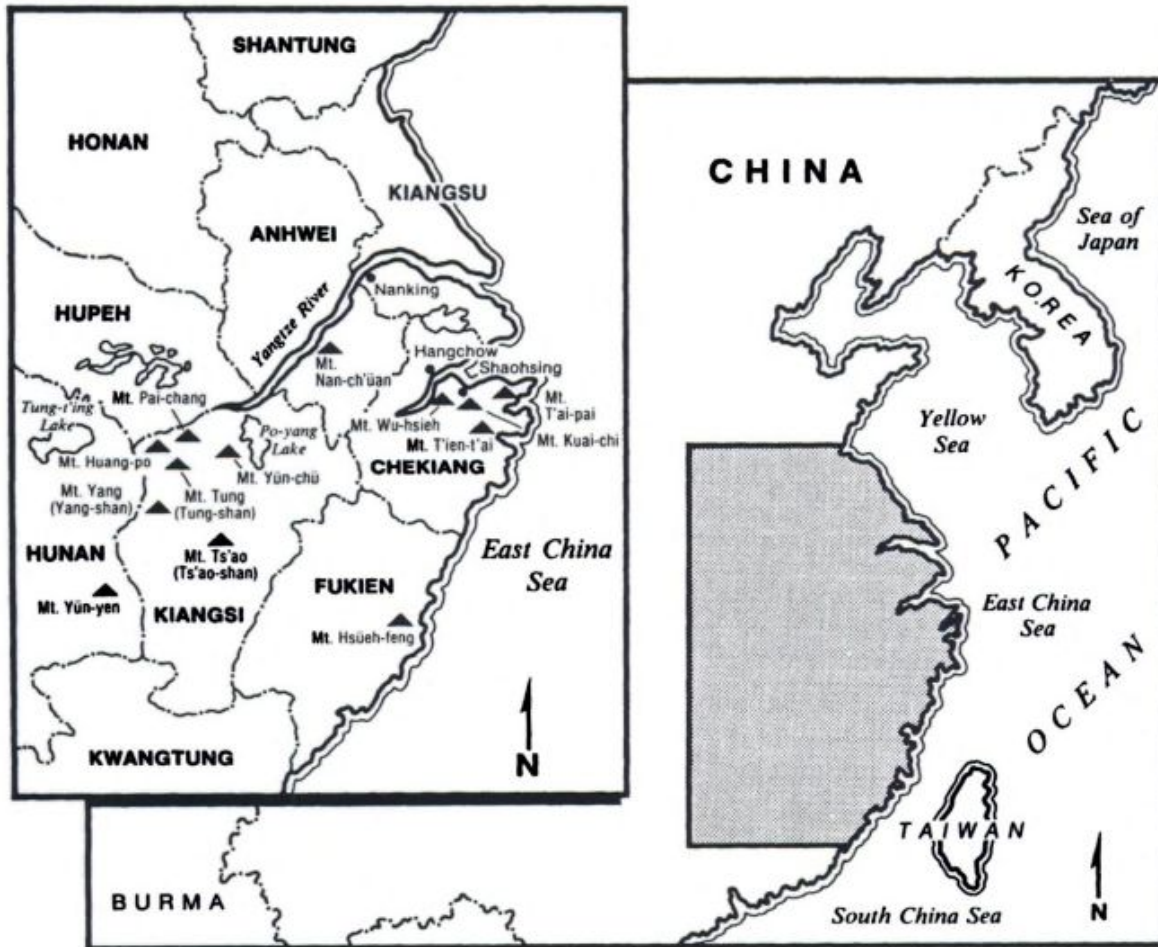 SHANTUNG
HONAN
KIANGSU
ANHWEI
Nanking
HUPEH
Yangtze River
Mt.
Nan-ch'üan
Hangchow
Shaohsing
Mt. Pai-chang
Mt.
T'ai-pai
Tung-t'ing
Lake
Po-yang
Lake
Mt. Wu-hsieh
Mt. T'ien-t'ai
Mt. Kuai-chi
Mt. Huang-po
Mt. Yün-chü
CHEKIANG
Mt. Yang
(Yang-shan)
Mt. Tung
(Tung-shan)
HUNAN
Mt. Ts'ao
(Ts'ao-shan)
East China
Sea
Mt. Yün-yen
KIANGSI
FUKIEN
Mt. Hsüeh-feng
KWANGTUNG
N
CHINA
Sea of
Japan
KOREA
Yellow
Sea
PACIFIC
OCEAN
East China
Sea
TAIWAN
BURMA
South China Sea
N